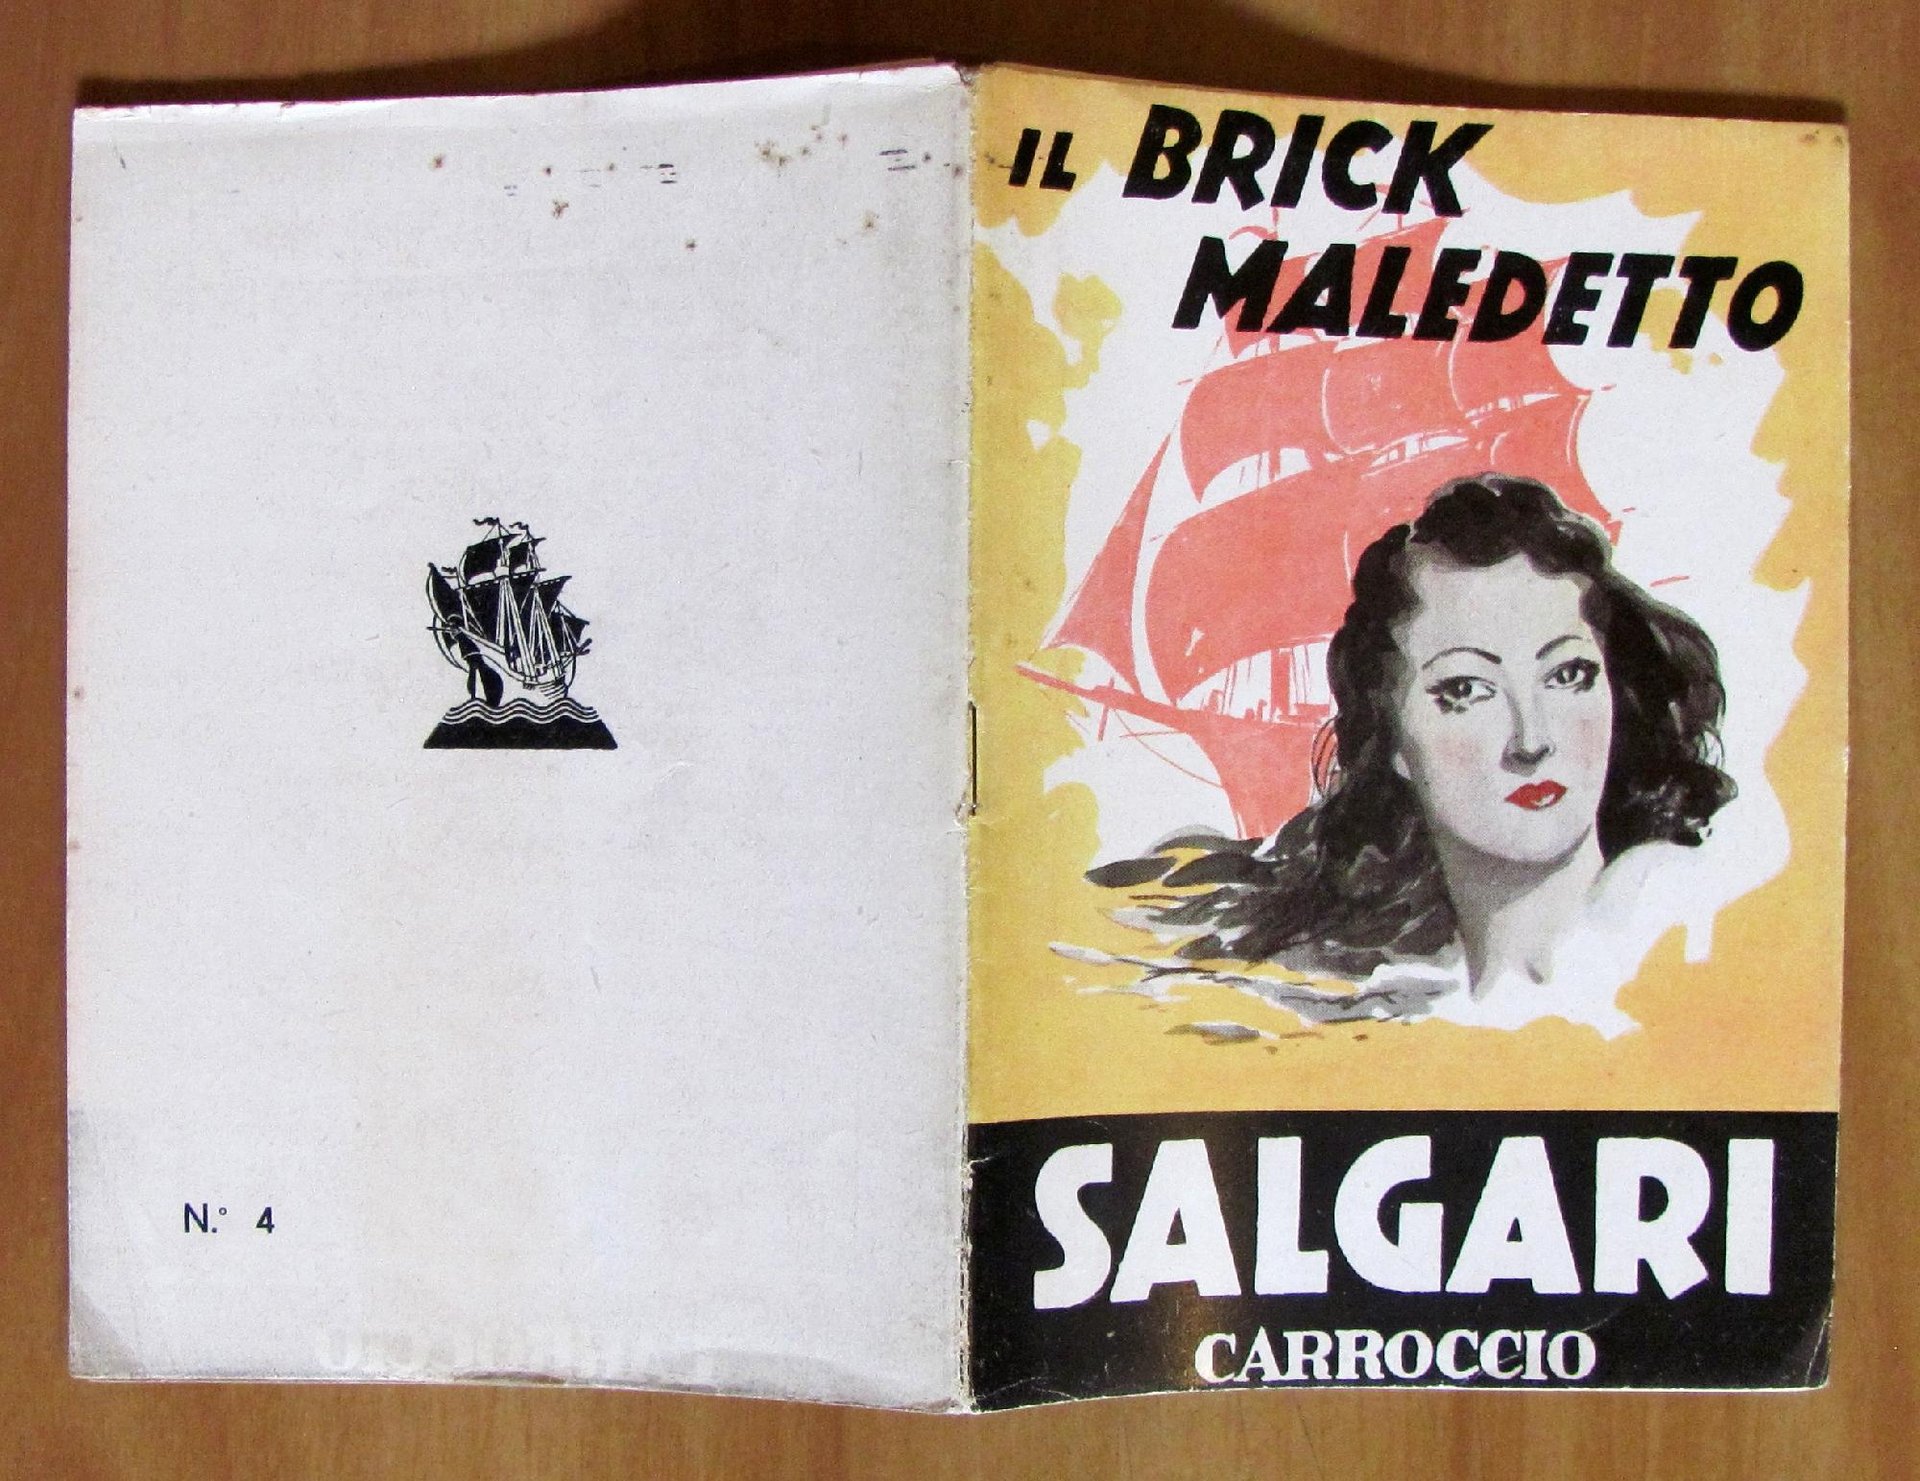 IL BRICK
MALEDETTO
SALGARI
CARROCCIO
N.° 4